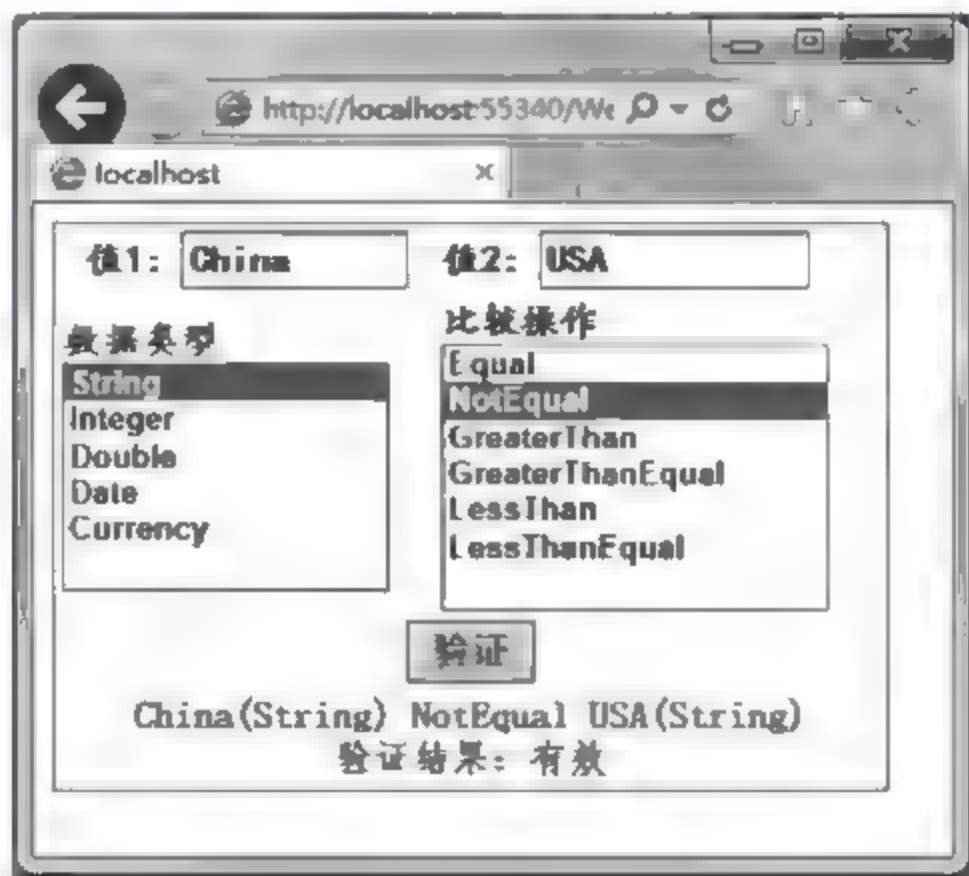 http://localhost:55340/We
localhost
值1: China 值2: USA
数据类型
String
Integer
Double
Date
Currency
比较操作
Equal
NotEqual
GreaterThan
GreaterThanEqual
LessThan
LessThanEqual
验证
China(String) NotEqual USA(String)
验证结果: 有效